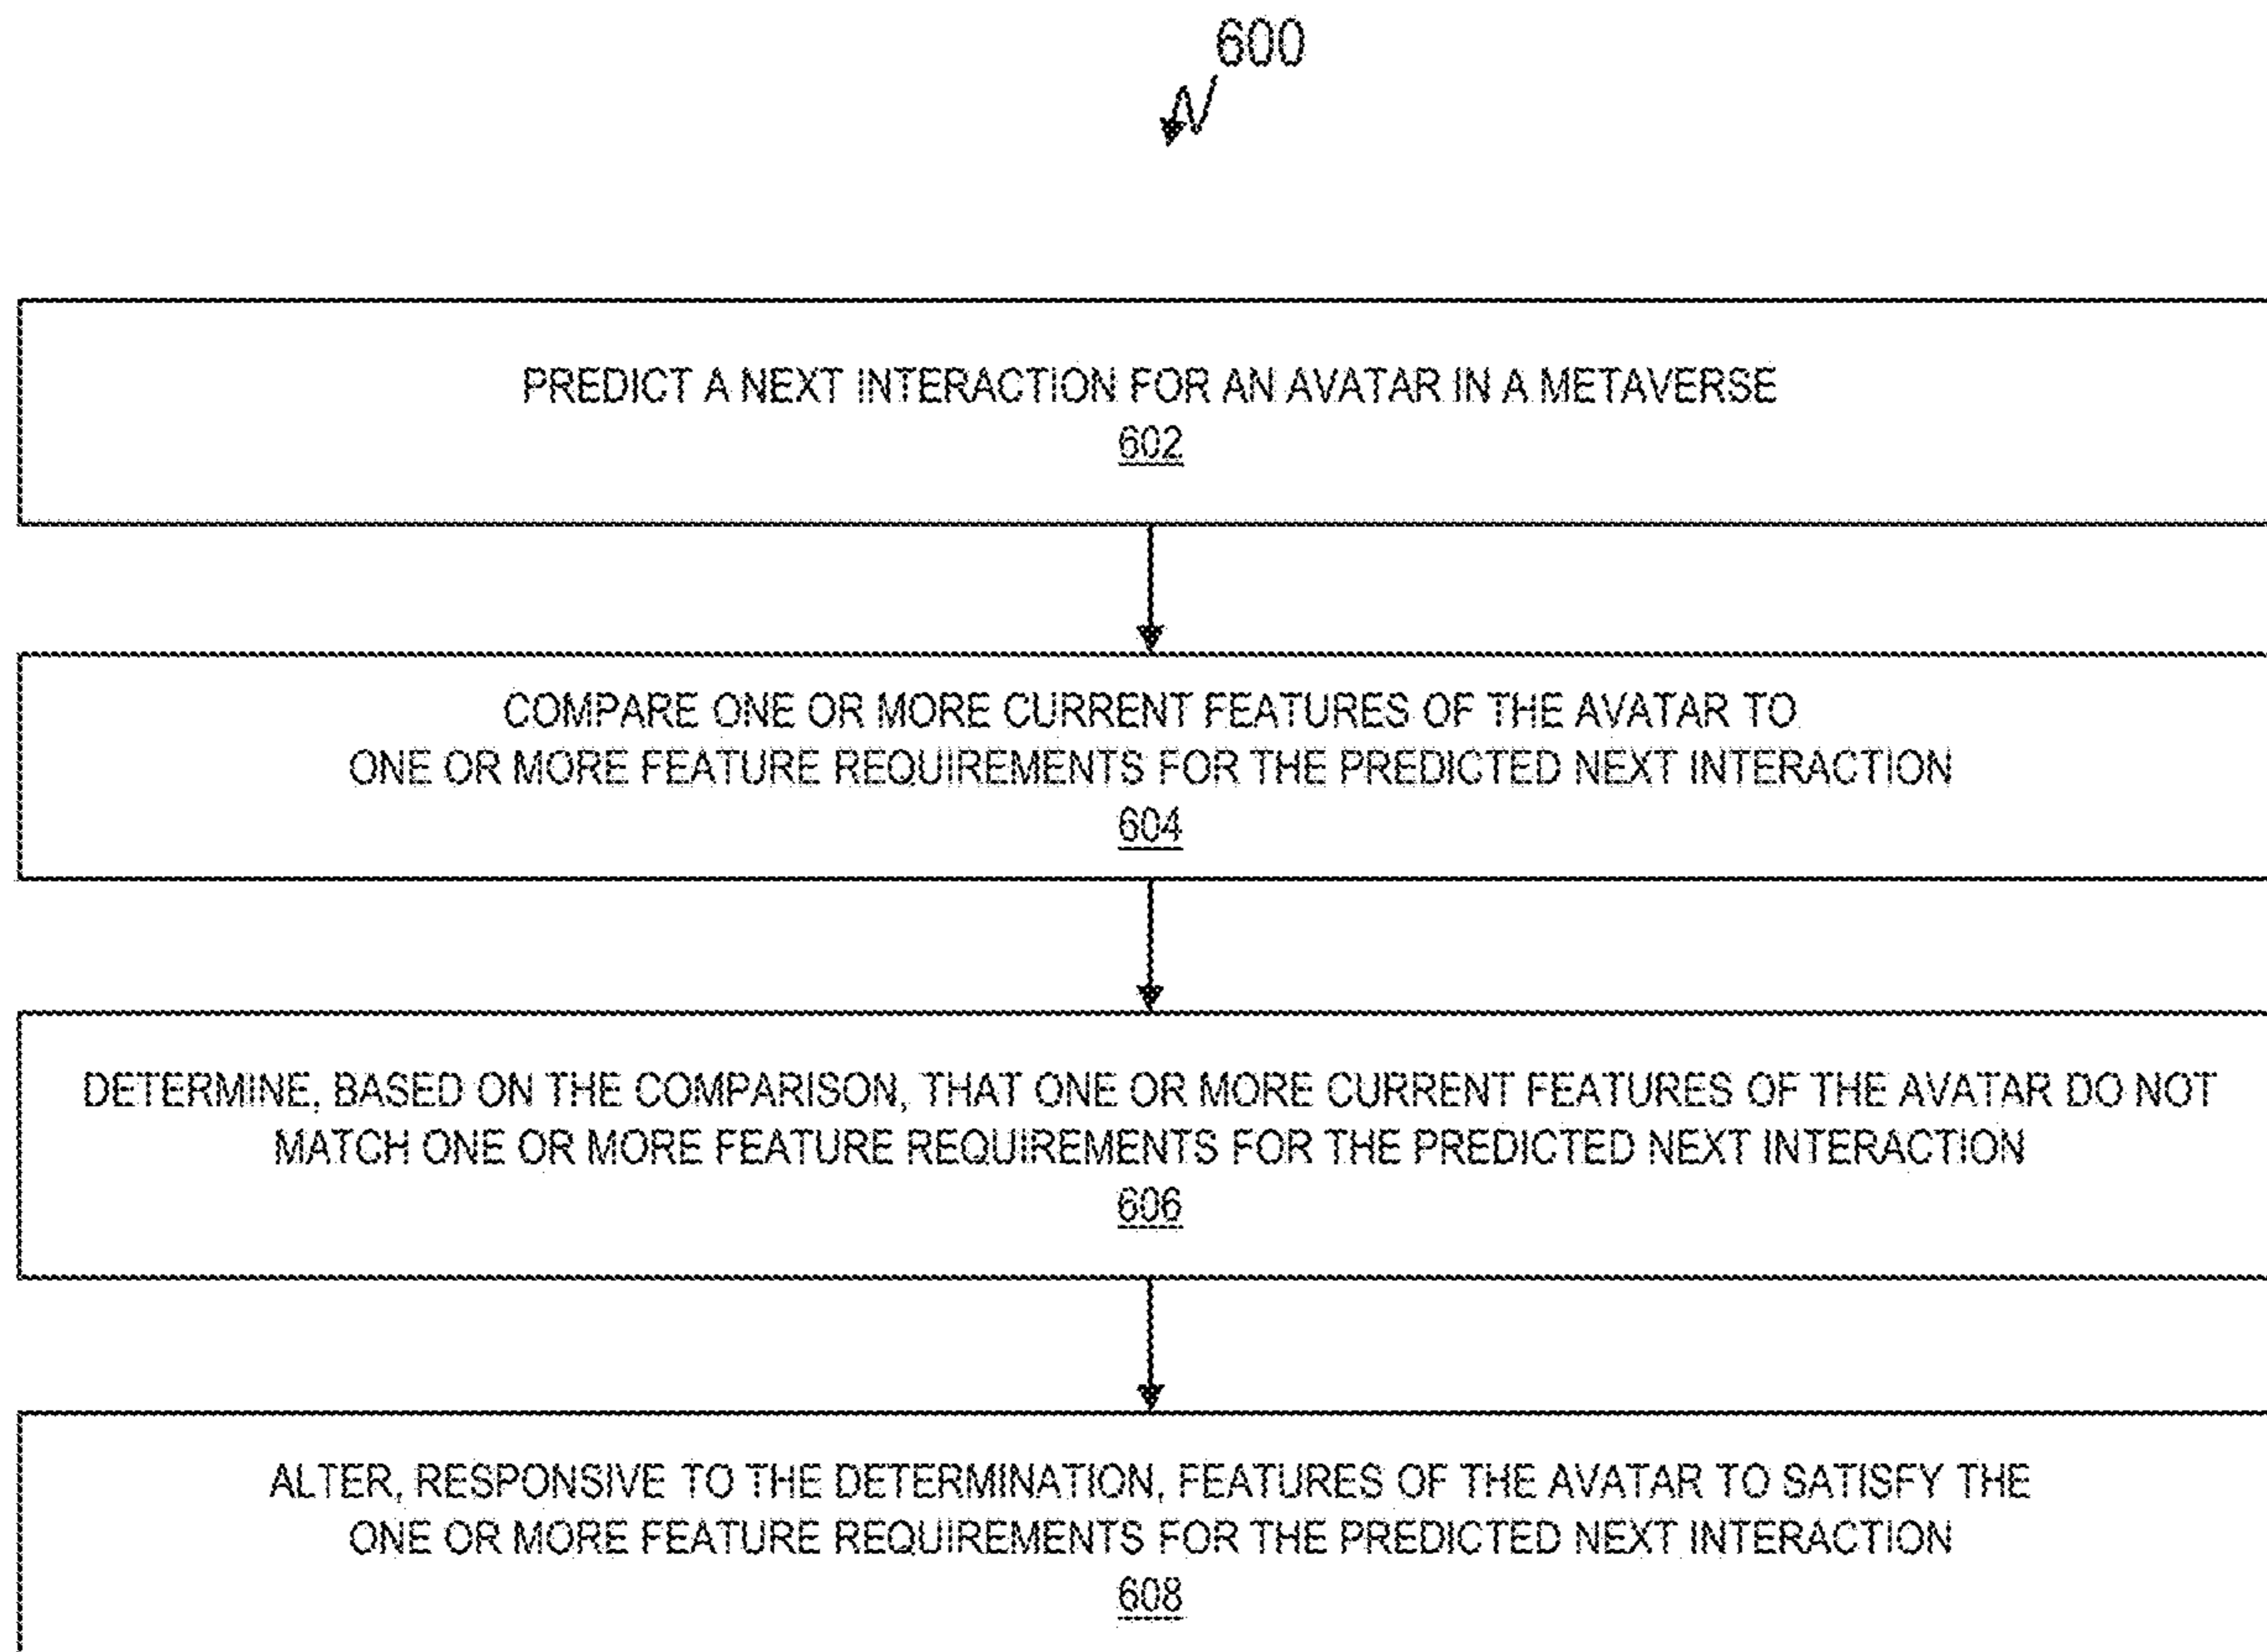 600
PREDICT A NEXT INTERACTION FOR AN AVATAR IN A METAVERSE
602
COMPARE ONE OR MORE CURRENT FEATURES OF THE AVATAR TO
ONE OR MORE FEATURE REQUIREMENTS FOR THE PREDICTED NEXT INTERACTION
604
DETERMINE, BASED ON THE COMPARISON, THAT ONE OR MORE CURRENT FEATURES OF THE AVATAR DO NOT
MATCH ONE OR MORE FEATURE REQUIREMENTS FOR THE PREDICTED NEXT INTERACTION
606
ALTER, RESPONSIVE TO THE DETERMINATION, FEATURES OF THE AVATAR TO SATISFY THE
ONE OR MORE FEATURE REQUIREMENTS FOR THE PREDICTED NEXT INTERACTION
608